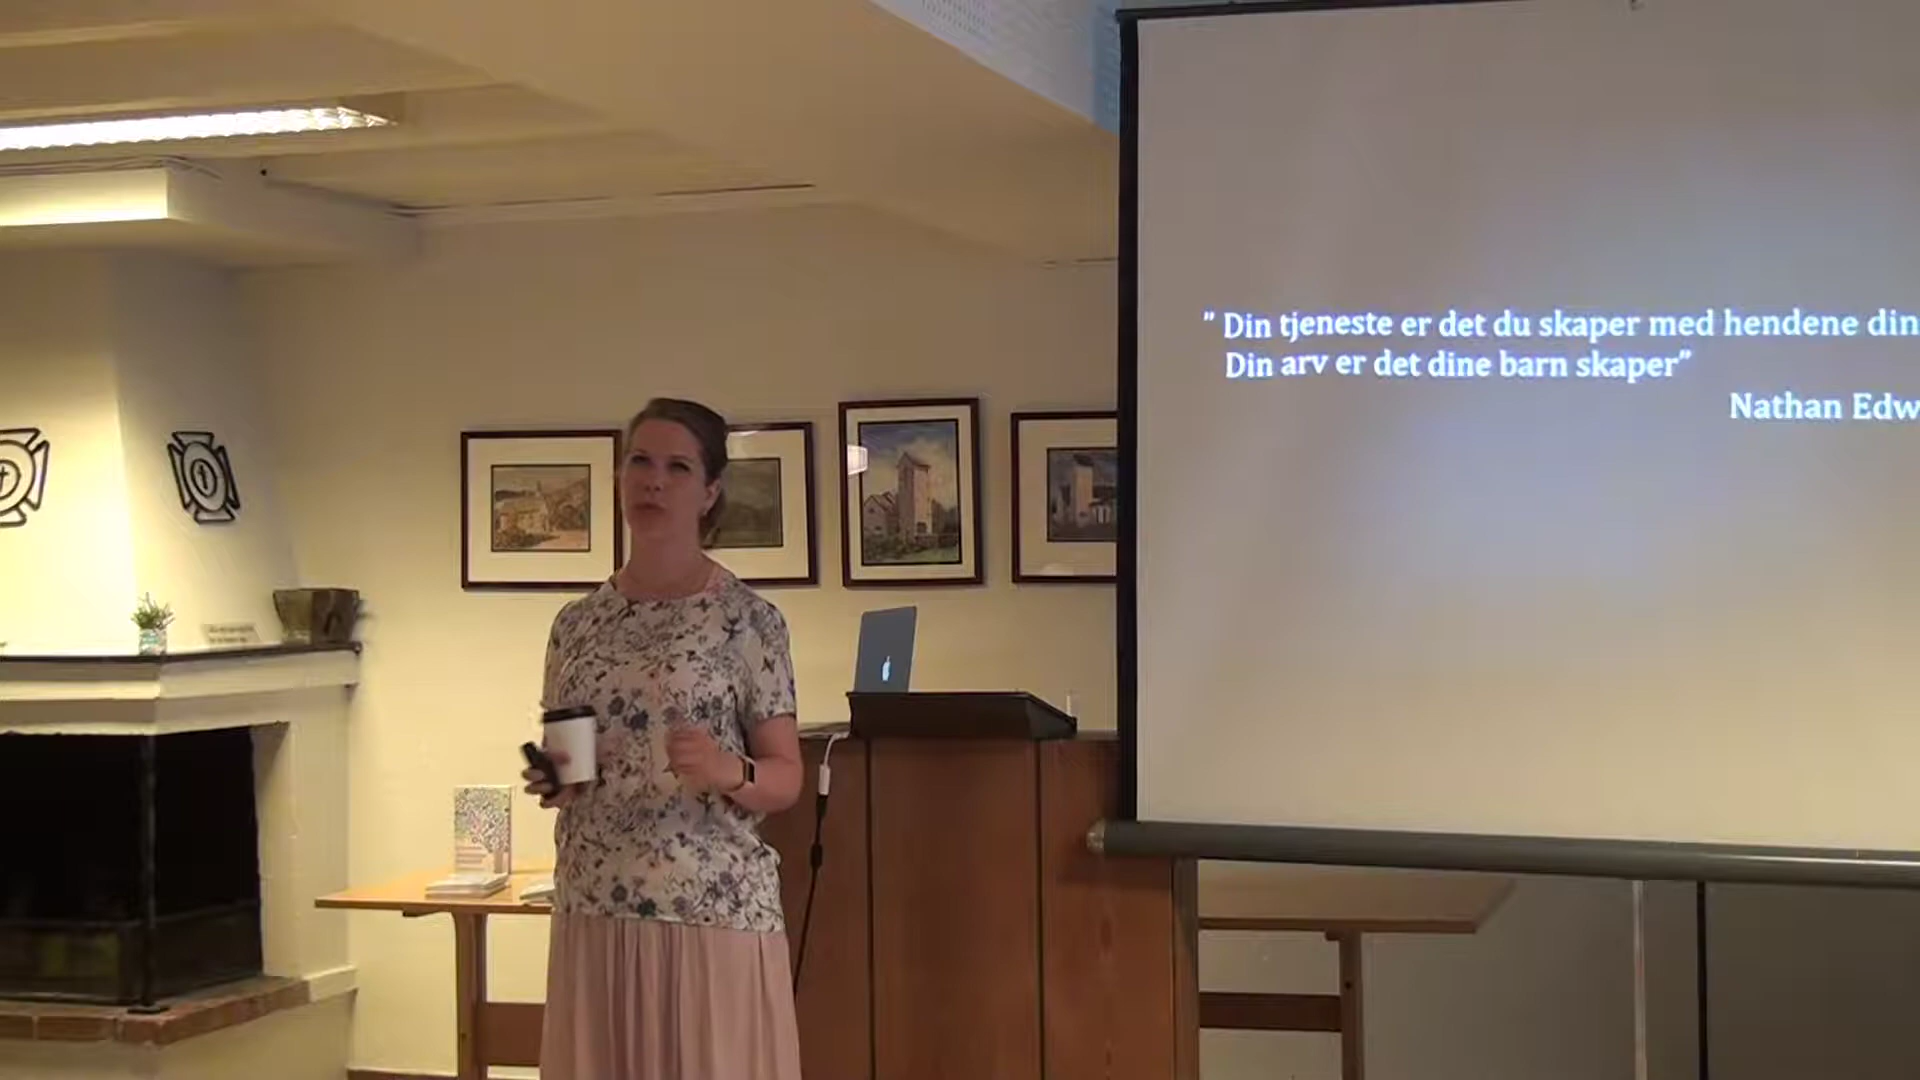 " Din tjeneste er det du skaper med hendene din
Din arv er det dine barn skaper"
Nathan Edw